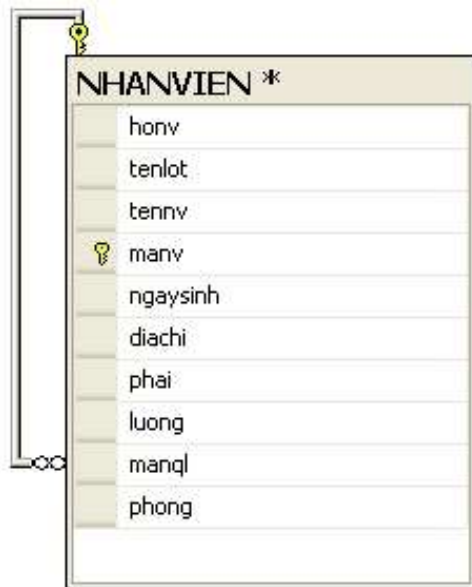 NHANVIEN *
honv
tenlot
tennv
manv
ngaysinh
diachi
phai
luong
manql
phong